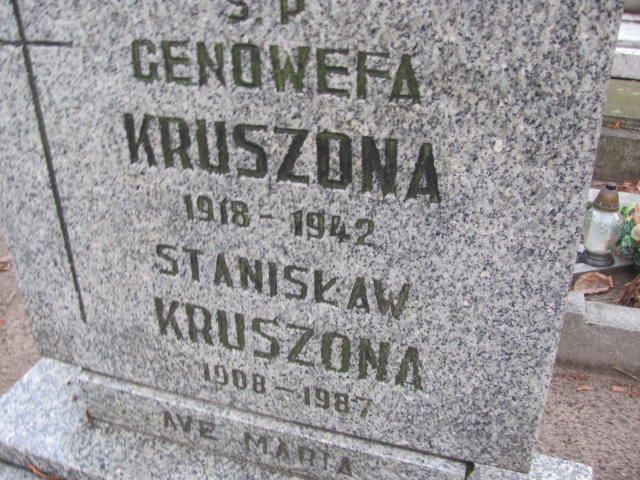 Ś.P.
GENOWEFA
KRUSZONA
1918 - 1942
STANISŁAW
KRUSZONA
1908 - 1987
AVE MARIA